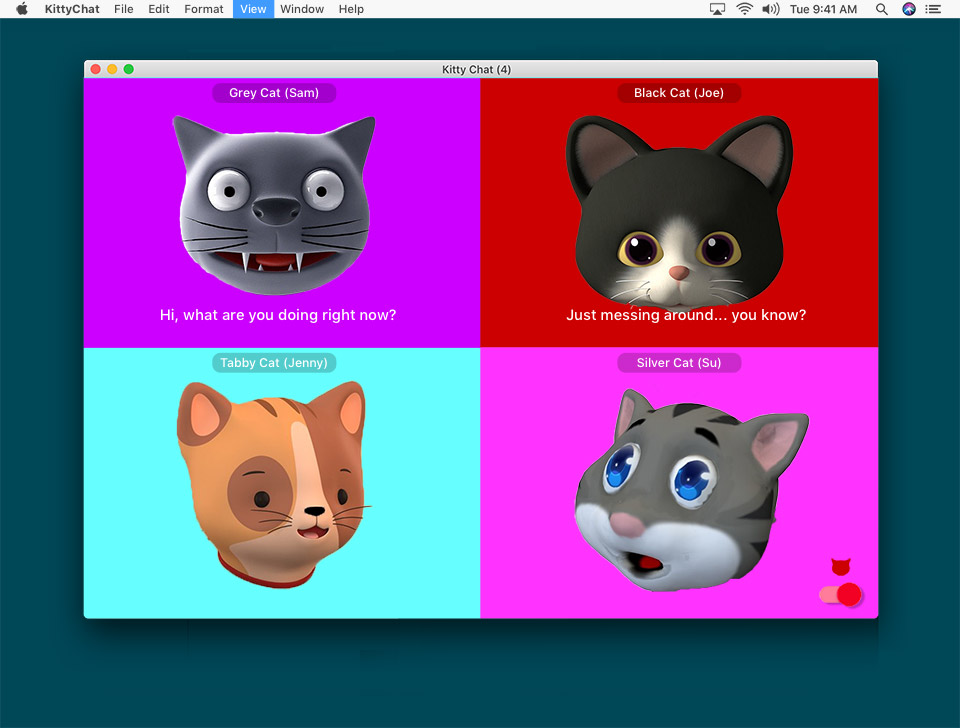 KittyChat File Edit Format View Window Help Tue 9:41 AM
Kitty Chat (4)
Grey Cat (Sam)
Hi, what are you doing right now?
Black Cat (Joe)
Just messing around... you know?
Tabby Cat (Jenny)
Silver Cat (Su)